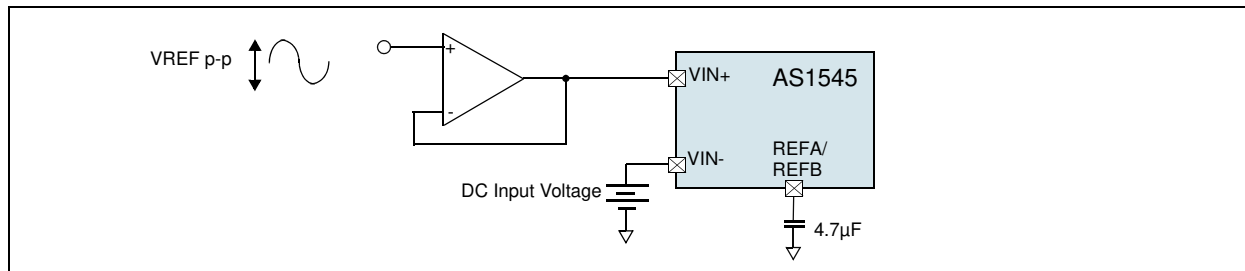 VREF p-p
+
-
VIN+
AS1545
VIN-
REFA/
REFB
DC Input Voltage
4.7µF